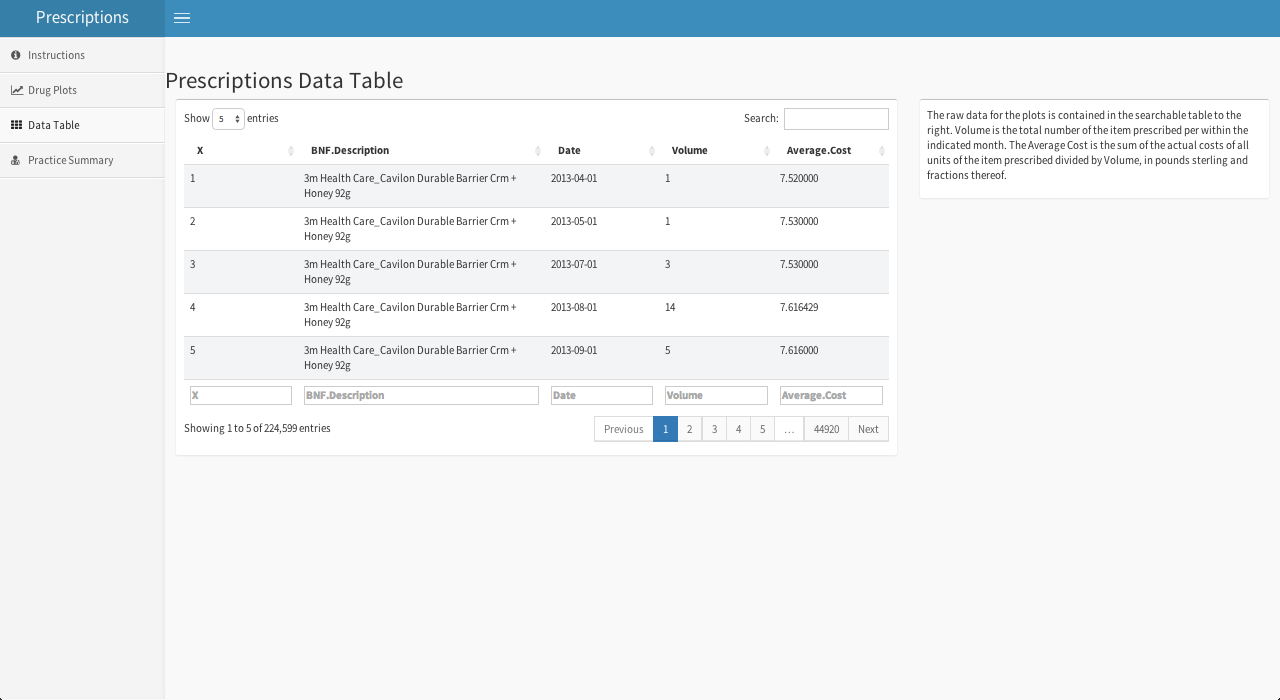 Prescriptions
Instructions
Drug Plots
Data Table
Practice Summary
Prescriptions Data Table
Show 5 entries
Search:
X BNF.Description Date Volume Average.Cost
1 3m Health Care_Cavilon Durable Barrier Crm + 2013-04-01 1 7.520000
Honey 92g
2 3m Health Care_Cavilon Durable Barrier Crm + 2013-05-01 1 7.530000
Honey 92g
3 3m Health Care_Cavilon Durable Barrier Crm + 2013-07-01 3 7.530000
Honey 92g
4 3m Health Care_Cavilon Durable Barrier Crm + 2013-08-01 14 7.616429
Honey 92g
5 3m Health Care_Cavilon Durable Barrier Crm + 2013-09-01 5 7.616000
Honey 92g
X BNF.Description Date Volume Average.Cost
Showing 1 to 5 of 224,599 entries
Previous 1 2 3 4 5 … 44920 Next
The raw data for the plots is contained in the searchable table to the
right. Volume is the total number of the item prescribed per within the
indicated month. The Average Cost is the sum of the actual costs of all
units of the item prescribed divided by Volume, in pounds sterling and
fractions thereof.